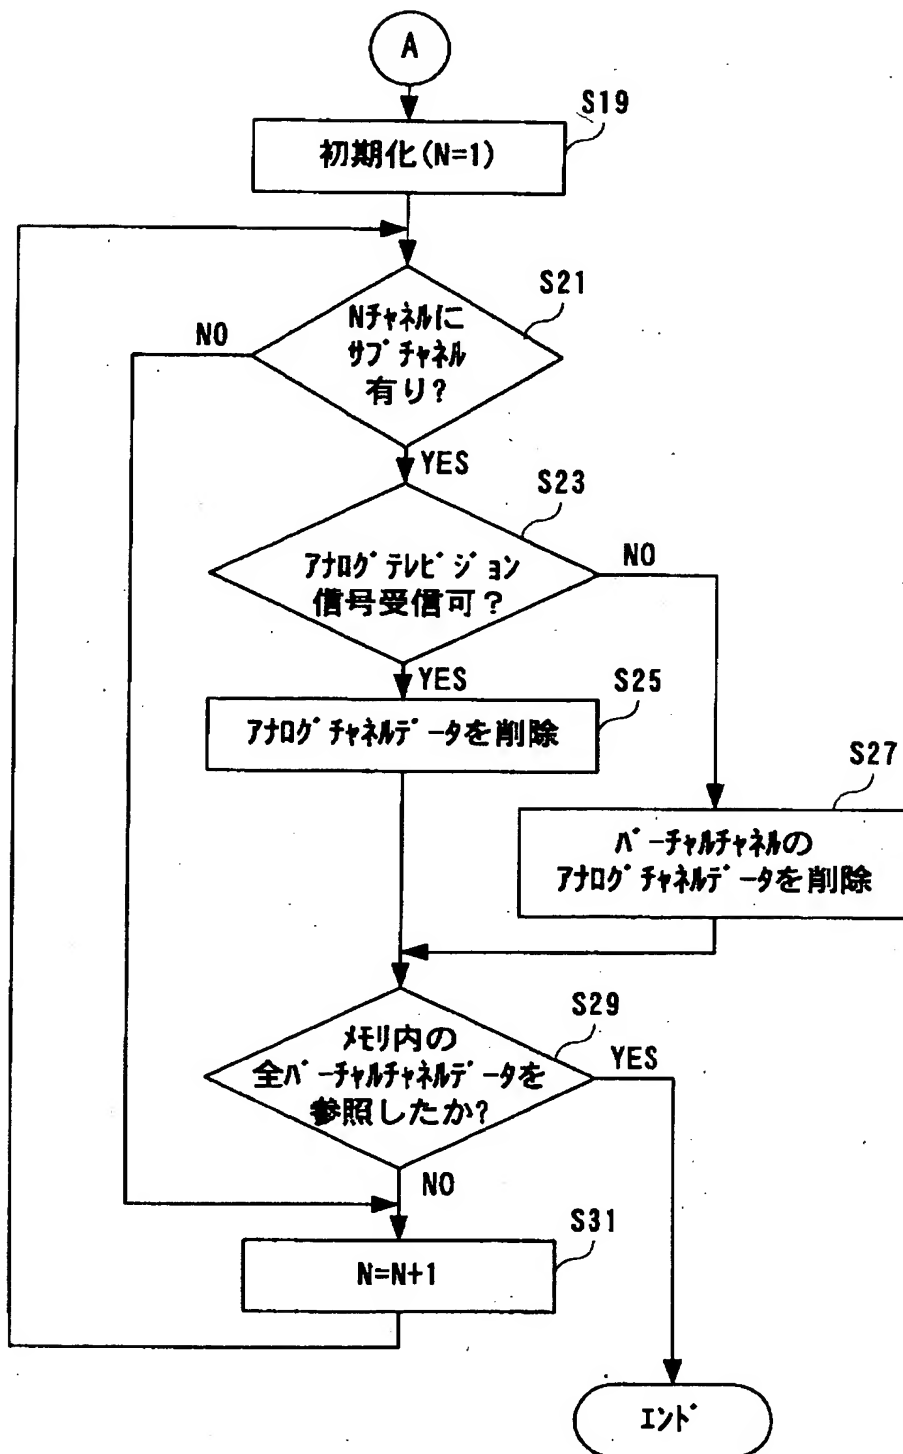 A
S19
初期化(N=1)
S21
Nチャネルに
サブチャネル
有り?
NO
YES
S23
アナログテレビジョン
信号受信可?
NO
YES
S25
アナログチャネルデータを削除
S27
バーチャルチャネルの
アナログチャネルデータを削除
S29
メモリ内の
全バーチャルチャネルデータを
参照したか?
YES
NO
S31
N=N+1
エンド